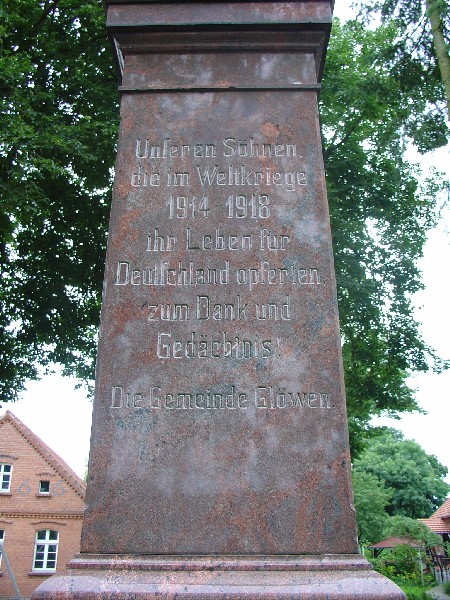 Unſeren Söhnen,
die im Weltkriege
1914 1918
ihr Leben für
Deutſchland opferten
zum Dank und
Gedächtnis!
Die Gemeinde Glöwen.